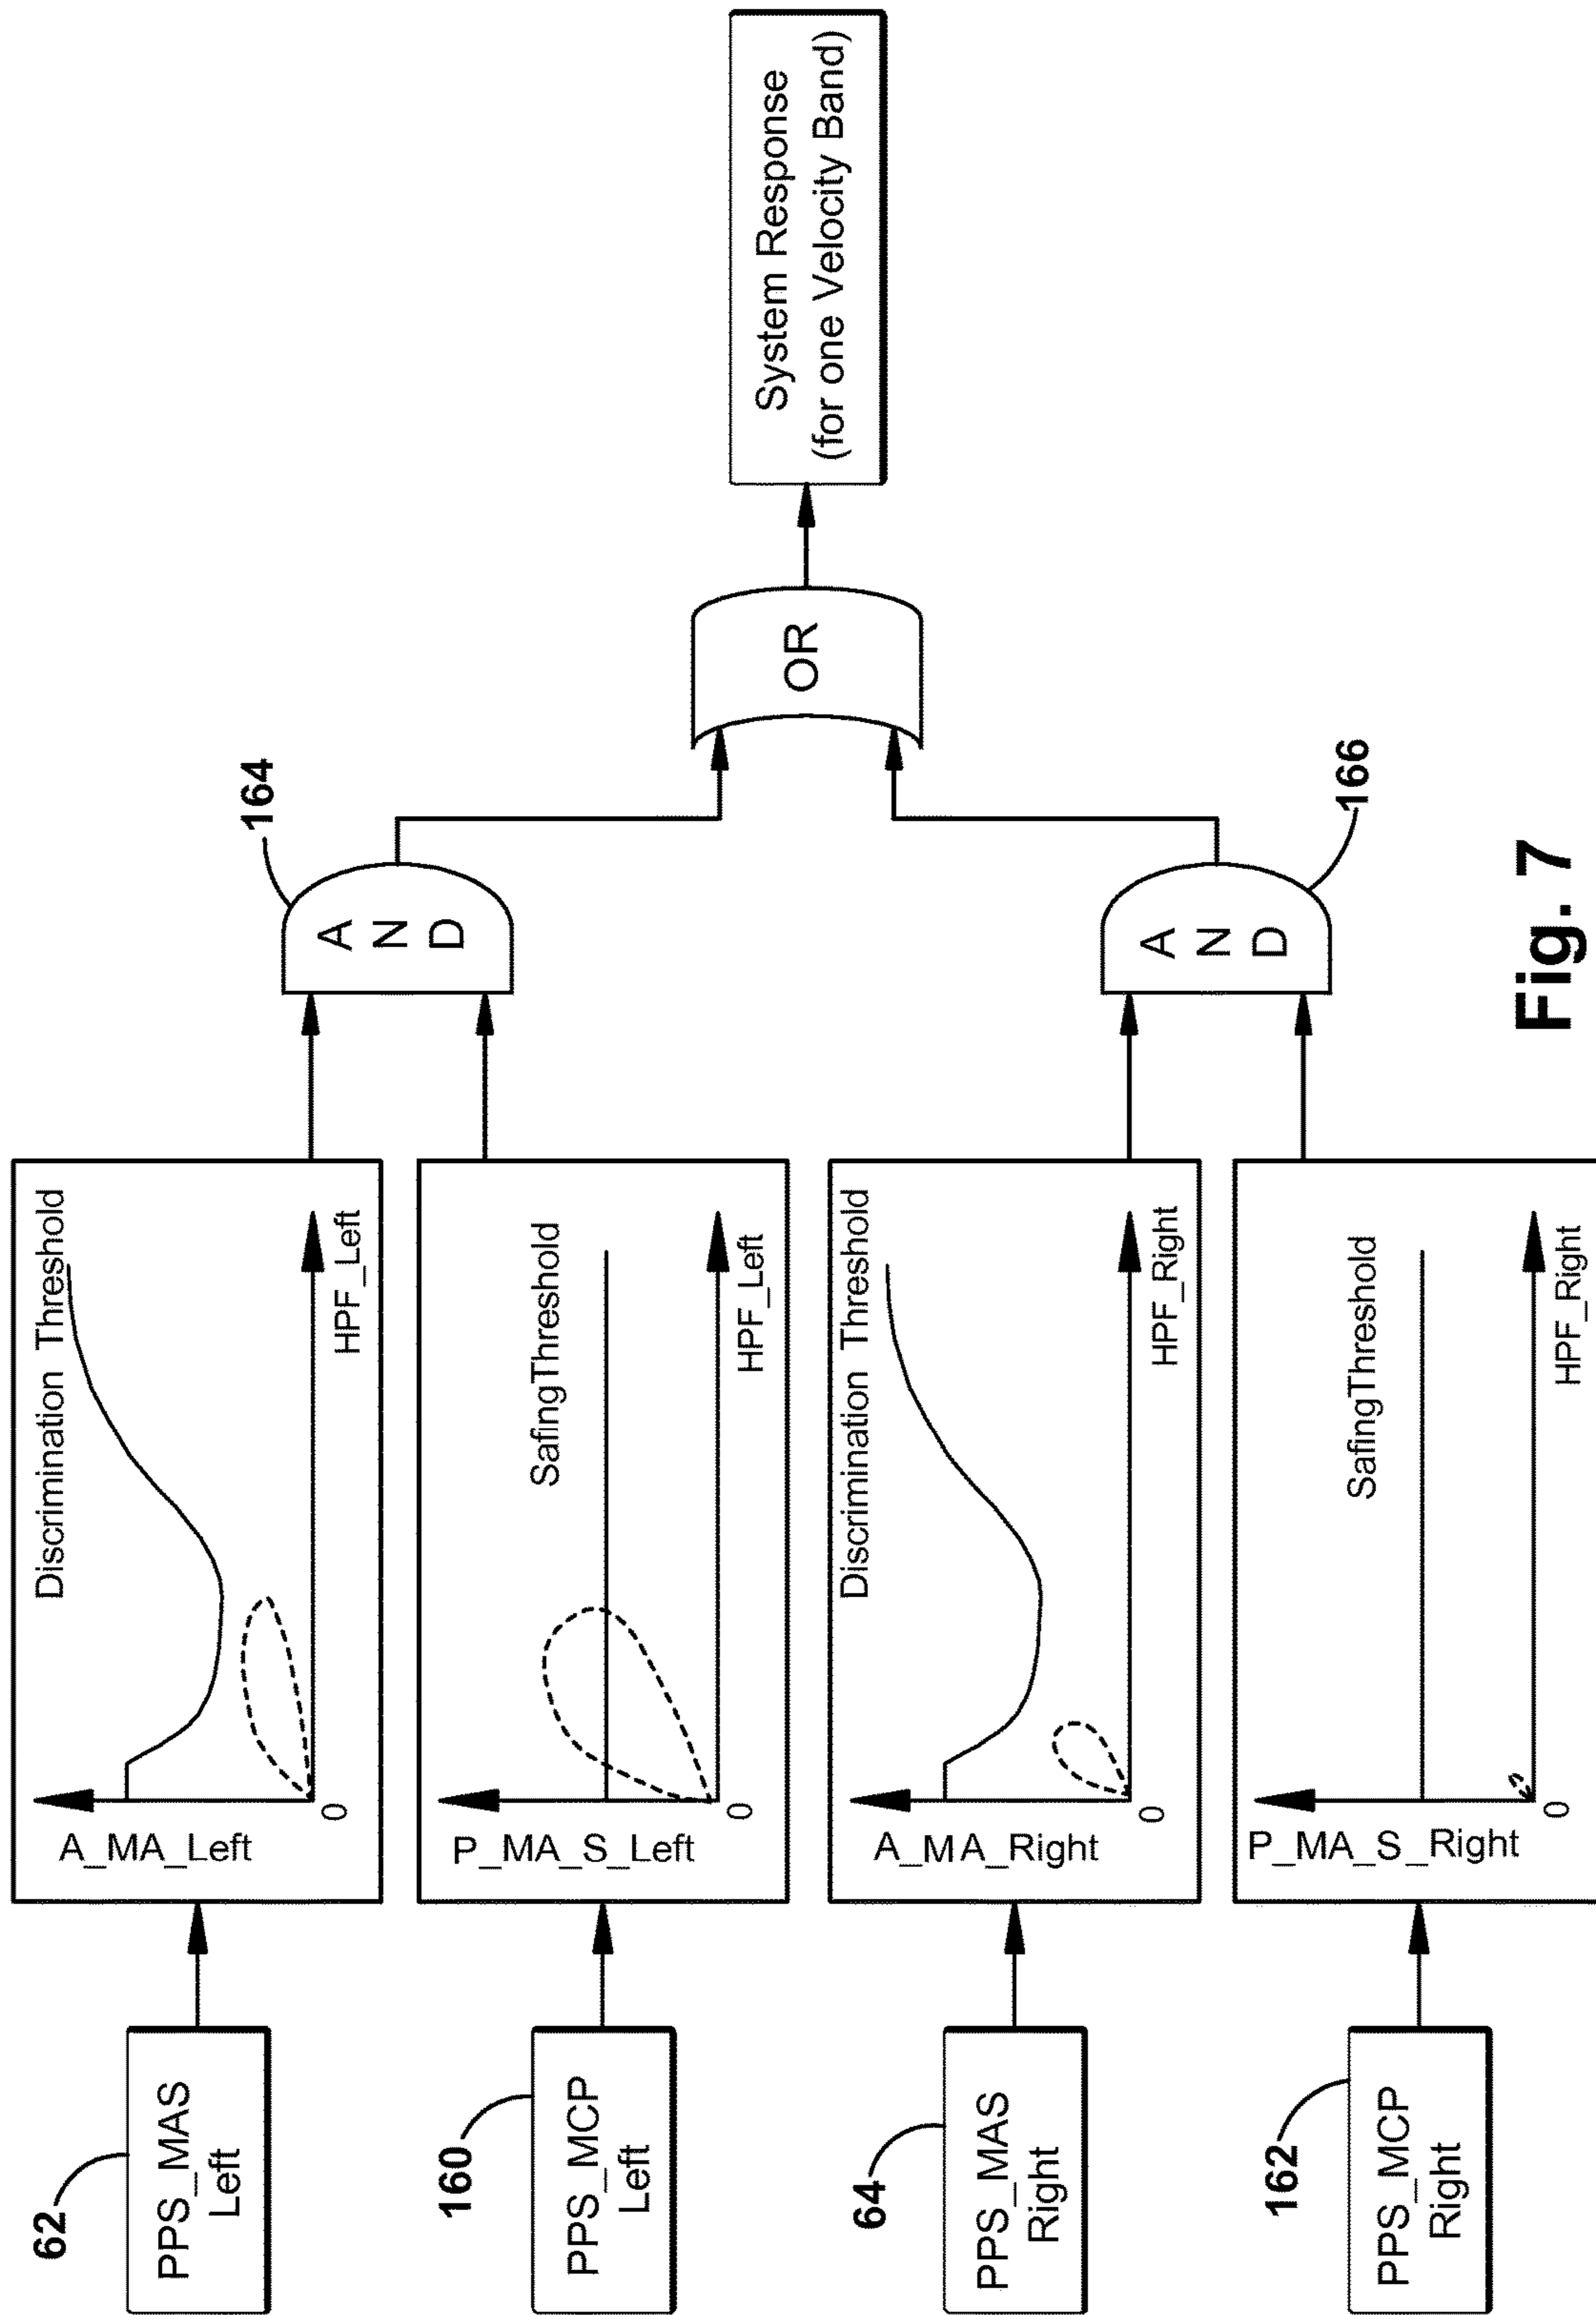 62
PPS_MAS
Left
A_MA_Left
Discrimination Threshold
HPF_Left
0
164
A
N
D
160
PPS_MCP
Left
P_MA_S_Left
SafingThreshold
HPF_Left
0
OR
System Response
(for one Velocity Band)
64
PPS_MAS
Right
A_MA_Right
Discrimination Threshold
HPF_Right
0
A
N
D
166
162
PPS_MCP
Right
P_MA_S_Right
SafingThreshold
HPF_Right
0
Fig. 7